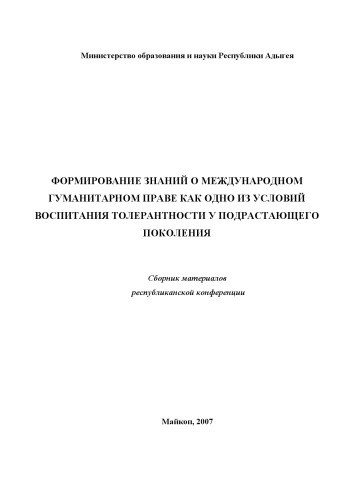 Министерство образования и науки Республики Адыгея
ФОРМИРОВАНИЕ ЗНАНИЙ О МЕЖДУНАРОДНОМ
ГУМАНИТАРНОМ ПРАВЕ КАК ОДНО ИЗ УСЛОВИЙ
ВОСПИТАНИЯ ТОЛЕРАНТНОСТИ У ПОДРАСТАЮЩЕГО
ПОКОЛЕНИЯ
Сборник материалов
республиканской конференции
Майкоп, 2007